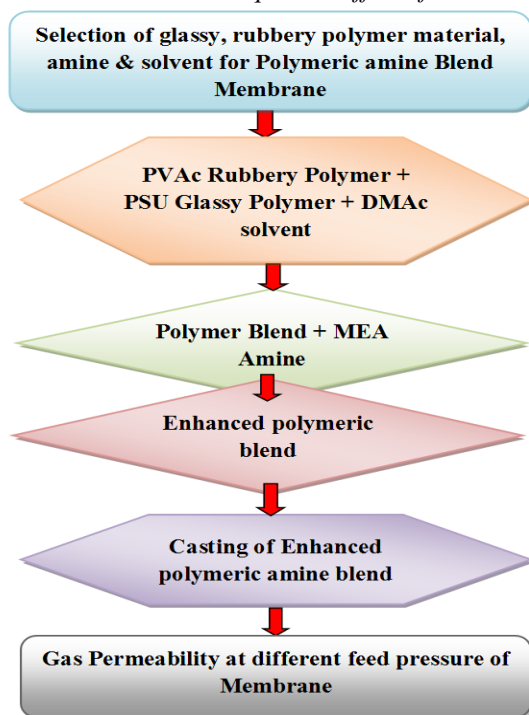 Selection of glassy, rubbery polymer material,
amine & solvent for Polymeric amine Blend
Membrane
PVAc Rubbery Polymer +
PSU Glassy Polymer + DMAc
solvent
Polymer Blend + MEA
Amine
Enhanced polymeric
blend
Casting of Enhanced
polymeric amine blend
Gas Permeability at different feed pressure of
Membrane